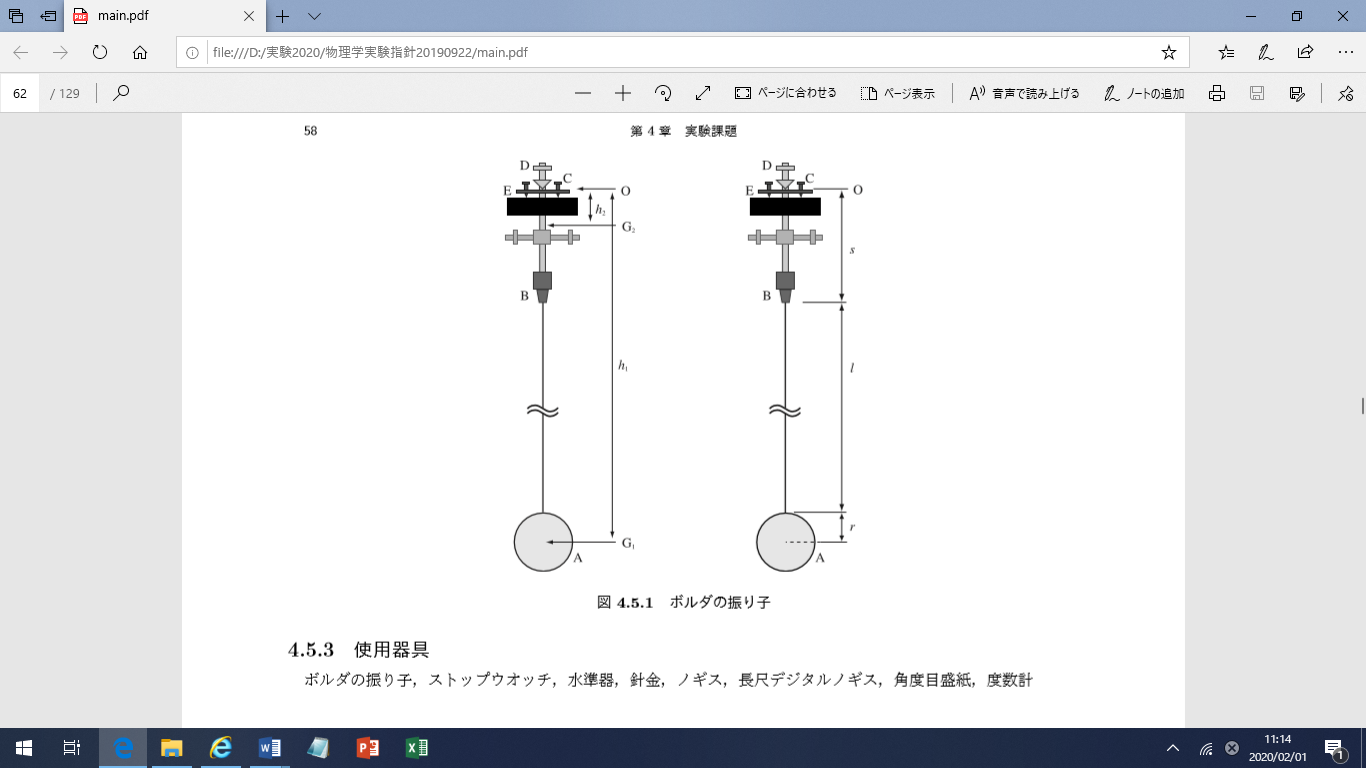 main.pdf
file:///D:/実験2020/物理学実験指針20190922/main.pdf
62 / 129
ページに合わせる
ページ表示
音声で読み上げる
ノートの追加
58 第 4 章 実験課題
D
C
E
O
h₂
G₂
B
h₁
G₁
A
D
C
E
O
s
B
l
r
A
図 4.5.1 ボルダの振り子
4.5.3 使用器具
ボルダの振り子，ストップウオッチ，水準器，針金，ノギス，長尺デジタルノギス，角度目盛紙，度数計
11:14
2020/02/01
1